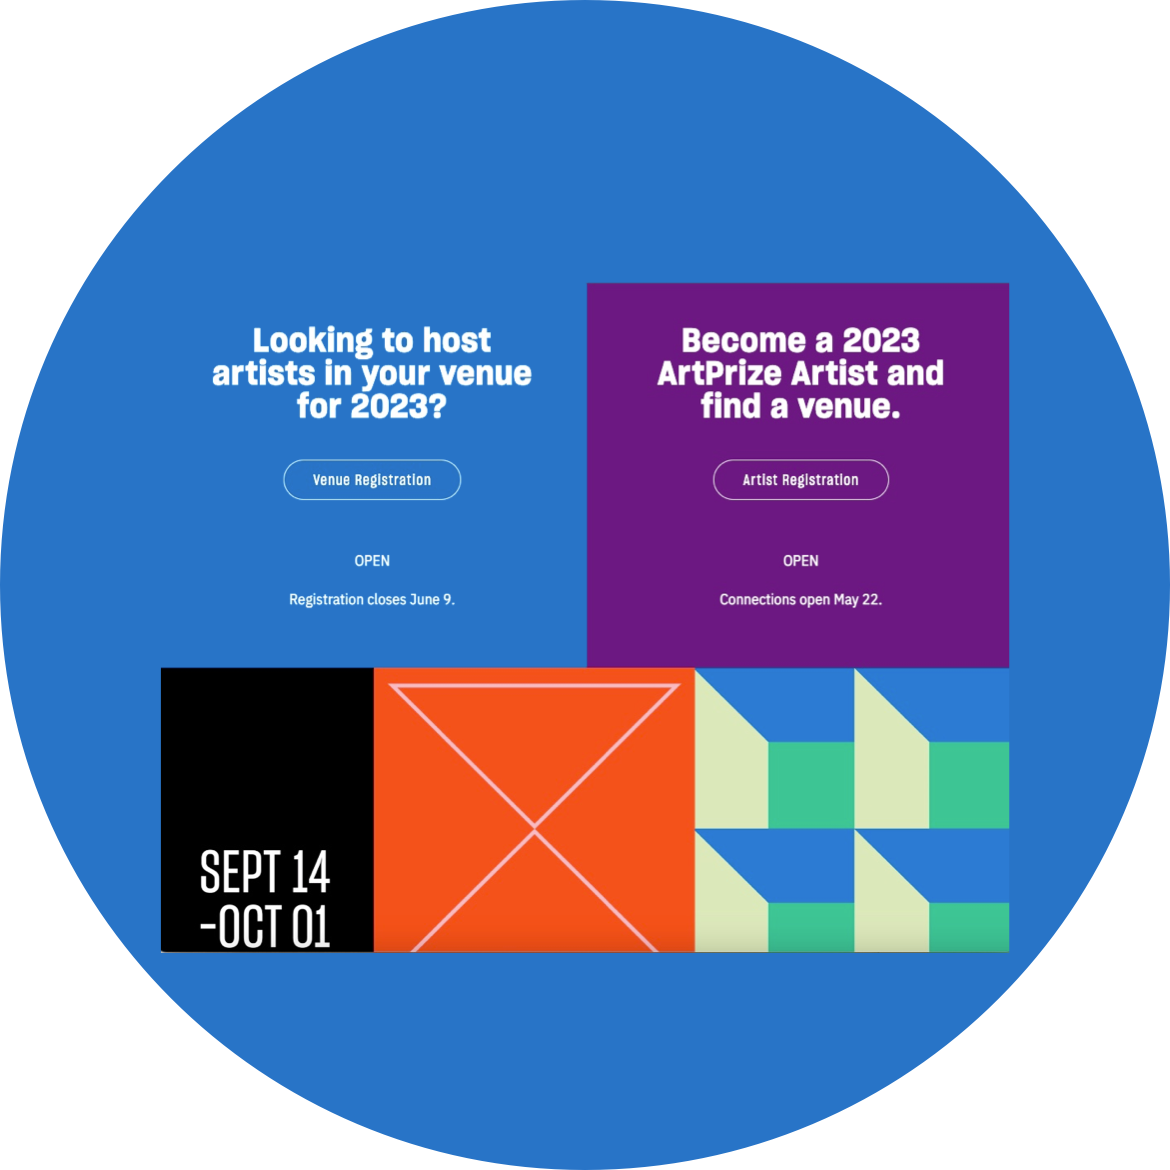 Looking to host
artists in your venue
for 2023?
Venue Registration
OPEN
Registration closes June 9.
Become a 2023
ArtPrize Artist and
find a venue.
Artist Registration
OPEN
Connections open May 22.
SEPT 14
-OCT 01